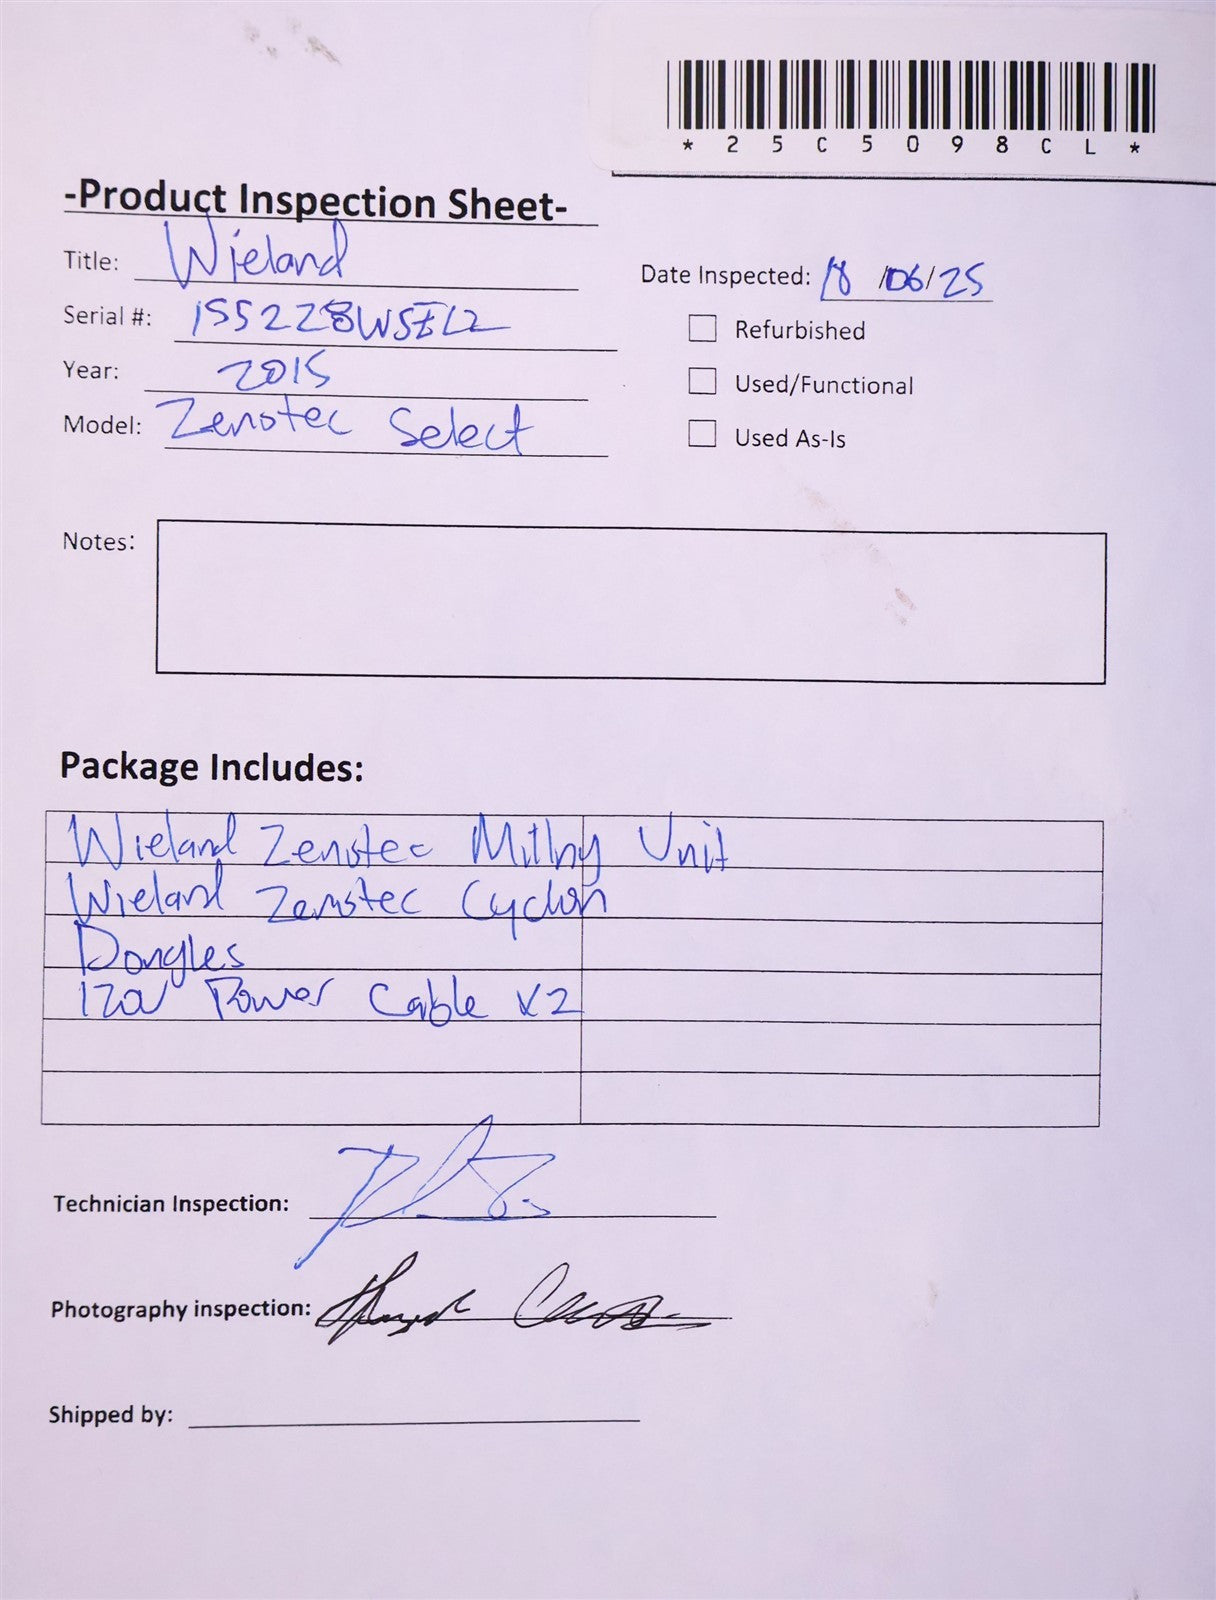 * 2 5 C 5 0 9 8 C L *
-Product Inspection Sheet-
Title: Wieland
Date Inspected: 18 /06/25
Serial #: 155228WSEL2
Refurbished
Year: 2015
Used/Functional
Model: Zenotec Select
Used As-Is
Notes:
Package Includes:
Wieland Zenotec Milling Unit
Wieland Zenotec Cyclon
Dongles
120V Power Cable x2
Technician Inspection:
Photography inspection:
Shipped by: